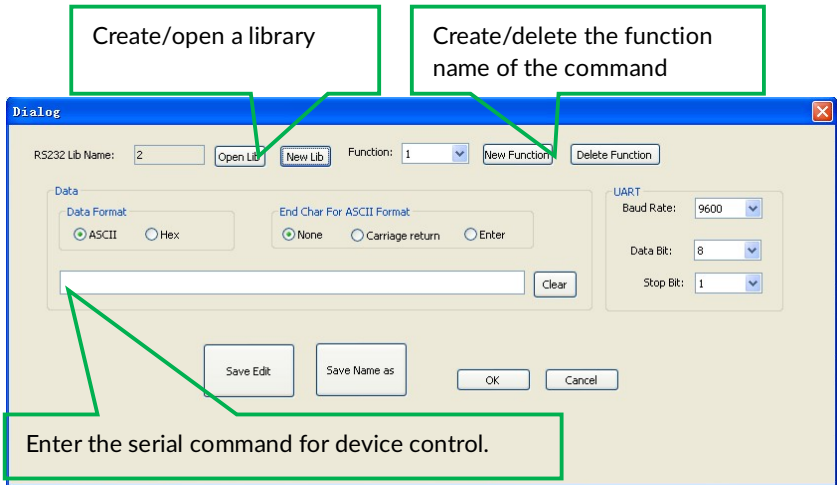 Create/open a library
Create/delete the function
name of the command
Dialog
RS232 Lib Name: 2 Open Lib New Lib Function: 1 New Function Delete Function
Data UART
Data Format End Char For ASCII Format Baud Rate: 9600
ASCII Hex None Carriage return Enter
Data Bit: 8
Clear Stop Bit: 1
Save Edit Save Name as OK Cancel
Enter the serial command for device control.